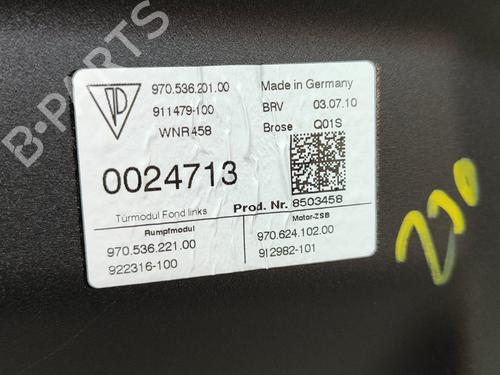 B-PARTS
970.536.201.00 Made in Germany
911479-100 BRV 03.07.10
WNR 458 Brose Q01S
0024713
Türmodul Fond links Prod. Nr. 8503458
Rumpfmodul Motor-ZSB
970.536.221.00 970.624.102.00
922316-100 912982-101